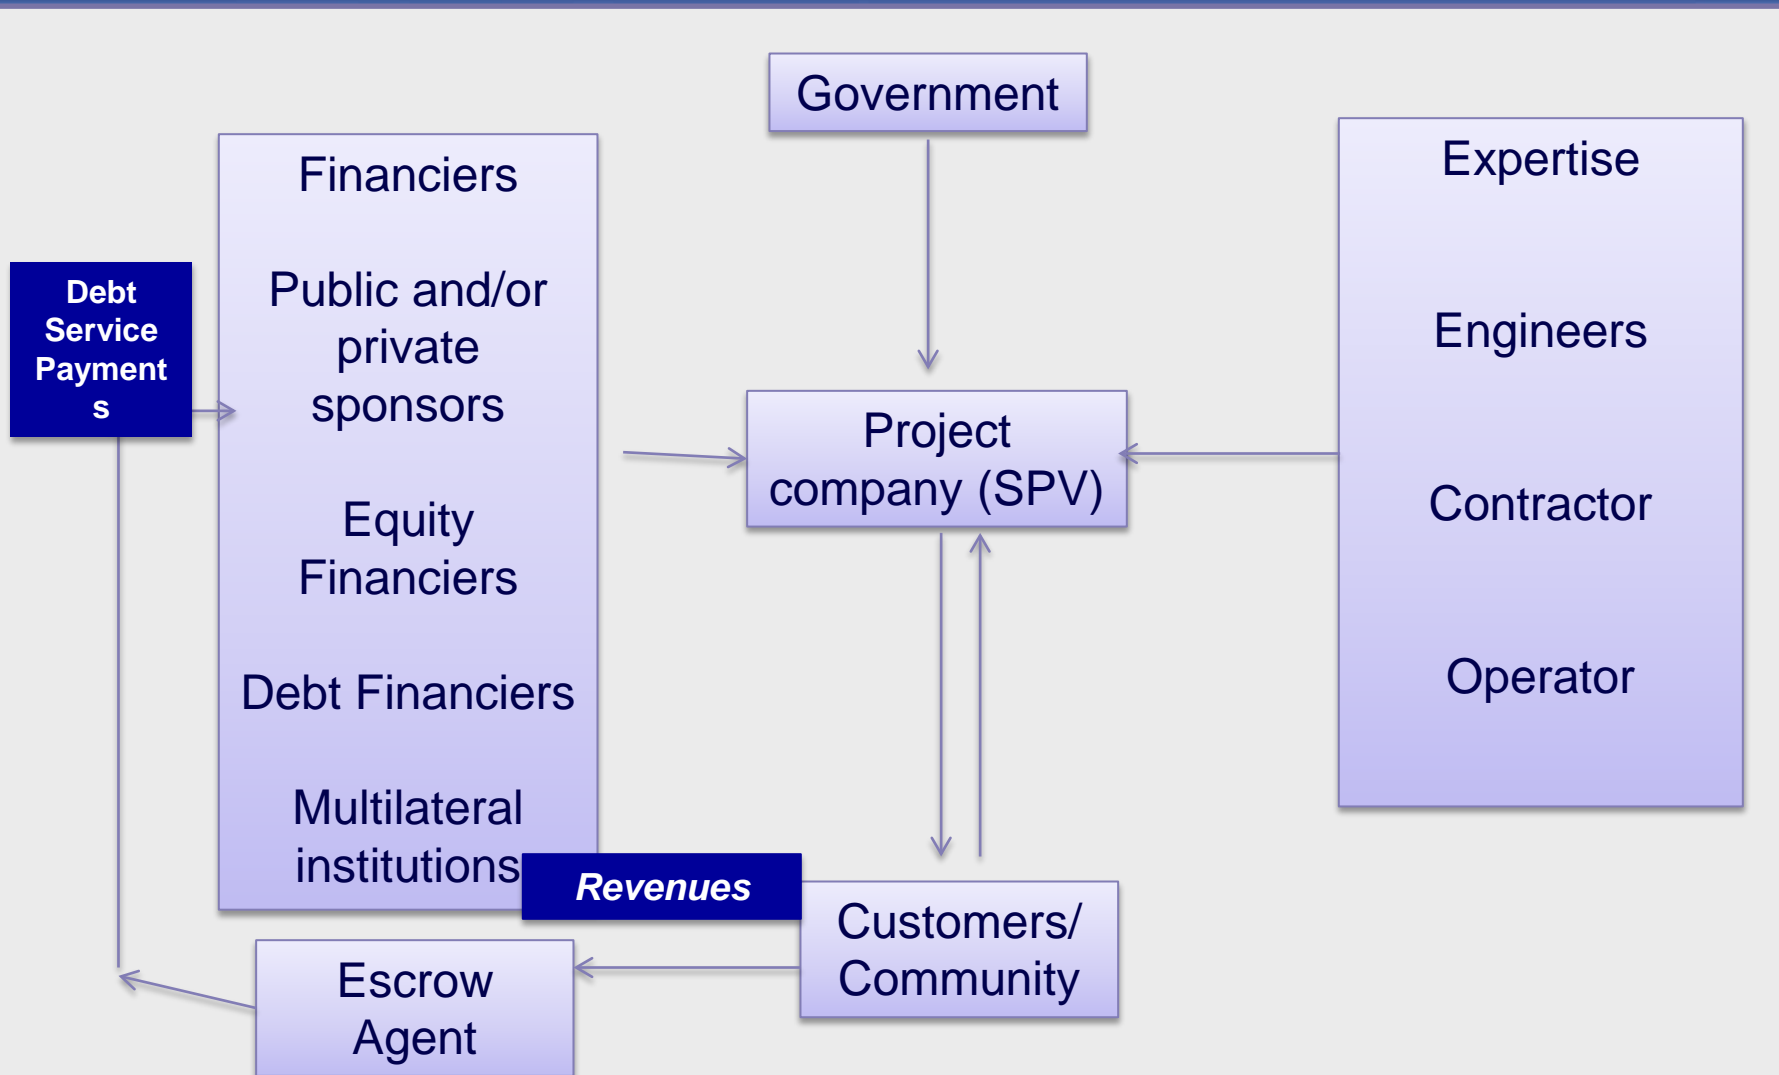 Government
Financiers
Public and/or
private
sponsors
Equity
Financiers
Debt Financiers
Multilateral
institutions
Debt
Service
Payment
s
Project
company (SPV)
Expertise
Engineers
Contractor
Operator
Revenues
Customers/
Community
Escrow
Agent